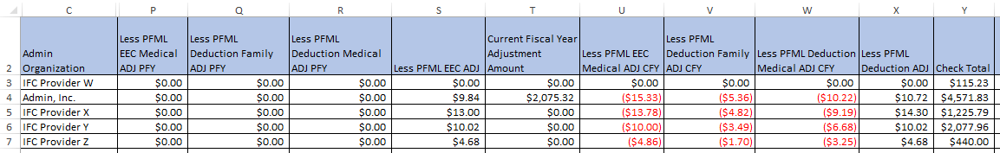 C P Q R S T U V W X Y
2 Admin Organization Less PFML EEC Medical ADJ PFY Less PFML Deduction Family ADJ PFY Less PFML Deduction Medical ADJ PFY Less PFML EEC ADJ Current Fiscal Year Adjustment Amount Less PFML EEC Medical ADJ CFY Less PFML Deduction Family ADJ CFY Less PFML Deduction Medical ADJ CFY Less PFML Deduction ADJ Check Total
3 IFC Provider W $0.00 $0.00 $0.00 $0.00 $0.00 $0.00 $0.00 $0.00 $0.00 $115.23
4 Admin, Inc. $0.00 $0.00 $0.00 $9.84 $2,075.32 ($15.33) ($5.36) ($10.22) $10.72 $4,571.83
5 IFC Provider X $0.00 $0.00 $0.00 $13.00 $0.00 ($13.78) ($4.82) ($9.19) $14.30 $1,225.79
6 IFC Provider Y $0.00 $0.00 $0.00 $10.02 $0.00 ($10.00) ($3.49) ($6.68) $10.02 $2,077.96
7 IFC Provider Z $0.00 $0.00 $0.00 $4.68 $0.00 ($4.86) ($1.70) ($3.25) $4.68 $440.00